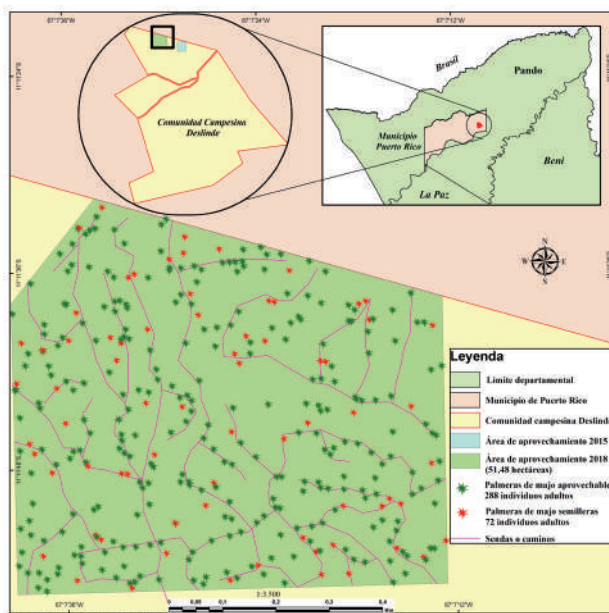 67°7'36"W
67°7'24"W
67°7'12"W
Comunidad Campesina
Deslinde
Brasil
Pando
Municipio
Puerto Rico
Beni
La Paz
N
W E
S
Leyenda
Limite departamental
Municipio de Puerto Rico
Comunidad campesina Deslinde
Área de aprovechamiento 2015
Área de aprovechamiento 2018
(51,48 hectáreas)
Palmeras de majo aprovechable
288 individuos adultos
Palmeras de majo semilleras
72 individuos adultos
Sendas o caminos
1:3.500
0 0,05 0,1 0,2 0,3 0,4
67°7'36"W
67°7'12"W